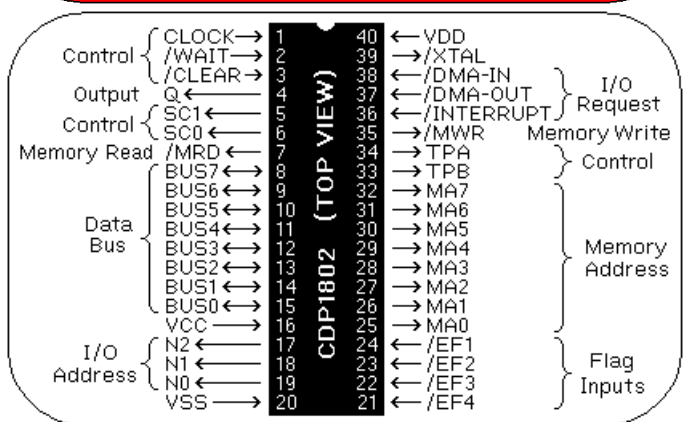 CLOCK→ 1 40 ←VDD
Control /WAIT→ 2 39 →/XTAL
/CLEAR→ 3 38 ←/DMA-IN I/O
Output Q← 4 37 ←/DMA-OUT Request
Control SC1← 5 36 ←/INTERRUPT
SC0← 6 35 →/MWR Memory Write
Memory Read /MRD← 7 34 →TPA Control
BUS7↔ 8 33 →TPB
BUS6↔ 9 32 →MA7
BUS5↔ 10 31 →MA6
Data BUS4↔ 11 30 →MA5
Bus BUS3↔ 12 29 →MA4 Memory
BUS2↔ 13 28 →MA3 Address
BUS1↔ 14 27 →MA2
BUS0↔ 15 26 →MA1
VCC→ 16 25 →MA0
I/O N2← 17 24 ←/EF1
Address N1← 18 23 ←/EF2 Flag
N0← 19 22 ←/EF3 Inputs
VSS→ 20 21 ←/EF4
CDP1802 (TOP VIEW)